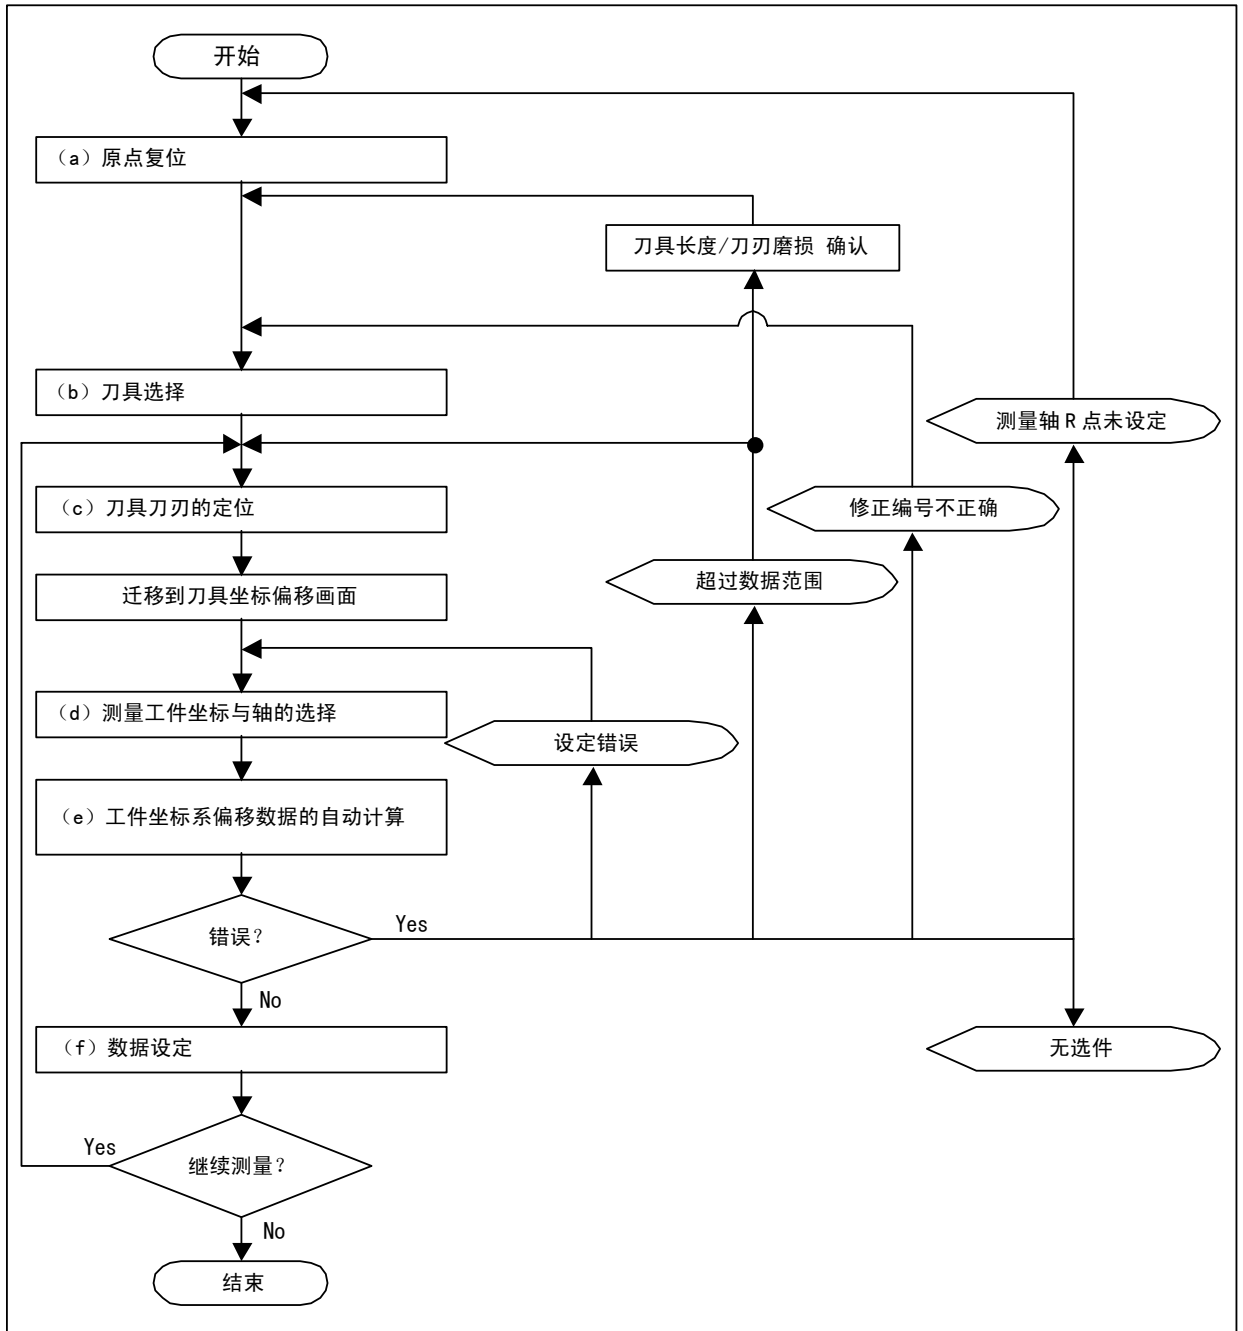 开始
（a）原点复位
刀具长度/刀刃磨损 确认
（b）刀具选择
测量轴 R 点未设定
（c）刀具刀刃的定位
修正编号不正确
超过数据范围
迁移到刀具坐标偏移画面
（d）测量工件坐标与轴的选择
设定错误
（e）工件坐标系偏移数据的自动计算
错误？
Yes
No
（f）数据设定
无选件
Yes
继续测量？
No
结束